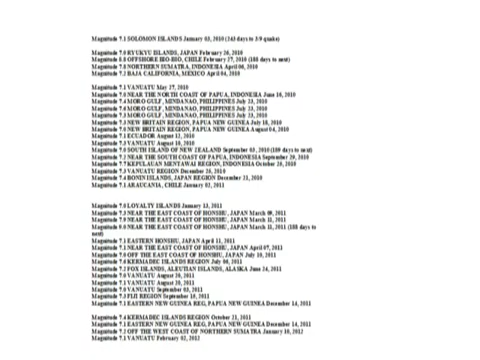 Magnitude 7.1 SOLOMON ISLANDS January 03, 2010 (343 days to 3/9 quake)
Magnitude 7.0 RYUKYU ISLANDS, JAPAN February 26, 2010
Magnitude 8.8 OFFSHORE BIO-BIO, CHILE February 27, 2010 (188 days to next)
Magnitude 7.8 NORTHERN SUMATRA, INDONESIA April 06, 2010
Magnitude 7.2 BAJA CALIFORNIA, MEXICO April 04, 2010
Magnitude 7.1 VANUATU May 27, 2010
Magnitude 7.0 NEAR THE NORTH COAST OF PAPUA, INDONESIA June 16, 2010
Magnitude 7.4 MORO GULF, MINDANAO, PHILIPPINES July 23, 2010
Magnitude 7.6 MORO GULF, MINDANAO, PHILIPPINES July 23, 2010
Magnitude 7.3 MORO GULF, MINDANAO, PHILIPPINES July 23, 2010
Magnitude 7.3 NEW BRITAIN REGION, PAPUA NEW GUINEA July 18, 2010
Magnitude 7.0 NEW BRITAIN REGION, PAPUA NEW GUINEA August 04, 2010
Magnitude 7.1 ECUADOR August 12, 2010
Magnitude 7.3 VANUATU August 10, 2010
Magnitude 7.0 SOUTH ISLAND OF NEW ZEALAND September 03, 2010 (189 days to next)
Magnitude 7.2 NEAR THE SOUTH COAST OF PAPUA, INDONESIA September 29, 2010
Magnitude 7.7 KEPULAUAN MENTAWAI REGION, INDONESIA October 25, 2010
Magnitude 7.3 VANUATU REGION December 25, 2010
Magnitude 7.4 BONIN ISLANDS, JAPAN REGION December 21, 2010
Magnitude 7.1 ARAUCANIA, CHILE January 02, 2011
Magnitude 7.0 LOYALTY ISLANDS January 13, 2011
Magnitude 7.3 NEAR THE EAST COAST OF HONSHU, JAPAN March 09, 2011
Magnitude 7.9 NEAR THE EAST COAST OF HONSHU, JAPAN March 11, 2011
Magnitude 9.0 NEAR THE EAST COAST OF HONSHU, JAPAN March 11, 2011 (188 days to
next)
Magnitude 7.1 EASTERN HONSHU, JAPAN April 11, 2011
Magnitude 7.1 NEAR THE EAST COAST OF HONSHU, JAPAN April 07, 2011
Magnitude 7.0 OFF THE EAST COAST OF HONSHU, JAPAN July 10, 2011
Magnitude 7.6 KERMADEC ISLANDS REGION July 06, 2011
Magnitude 7.2 FOX ISLANDS, ALEUTIAN ISLANDS, ALASKA June 24, 2011
Magnitude 7.0 VANUATU August 20, 2011
Magnitude 7.1 VANUATU August 20, 2011
Magnitude 7.0 VANUATU September 03, 2011
Magnitude 7.3 FIJI REGION September 15, 2011
Magnitude 7.1 EASTERN NEW GUINEA REG, PAPUA NEW GUINEA December 14, 2011
Magnitude 7.4 KERMADEC ISLANDS REGION October 21, 2011
Magnitude 7.1 EASTERN NEW GUINEA REG, PAPUA NEW GUINEA December 14, 2011
Magnitude 7.2 OFF THE WEST COAST OF NORTHERN SUMATRA January 10, 2012
Magnitude 7.1 VANUATU February 02, 2012